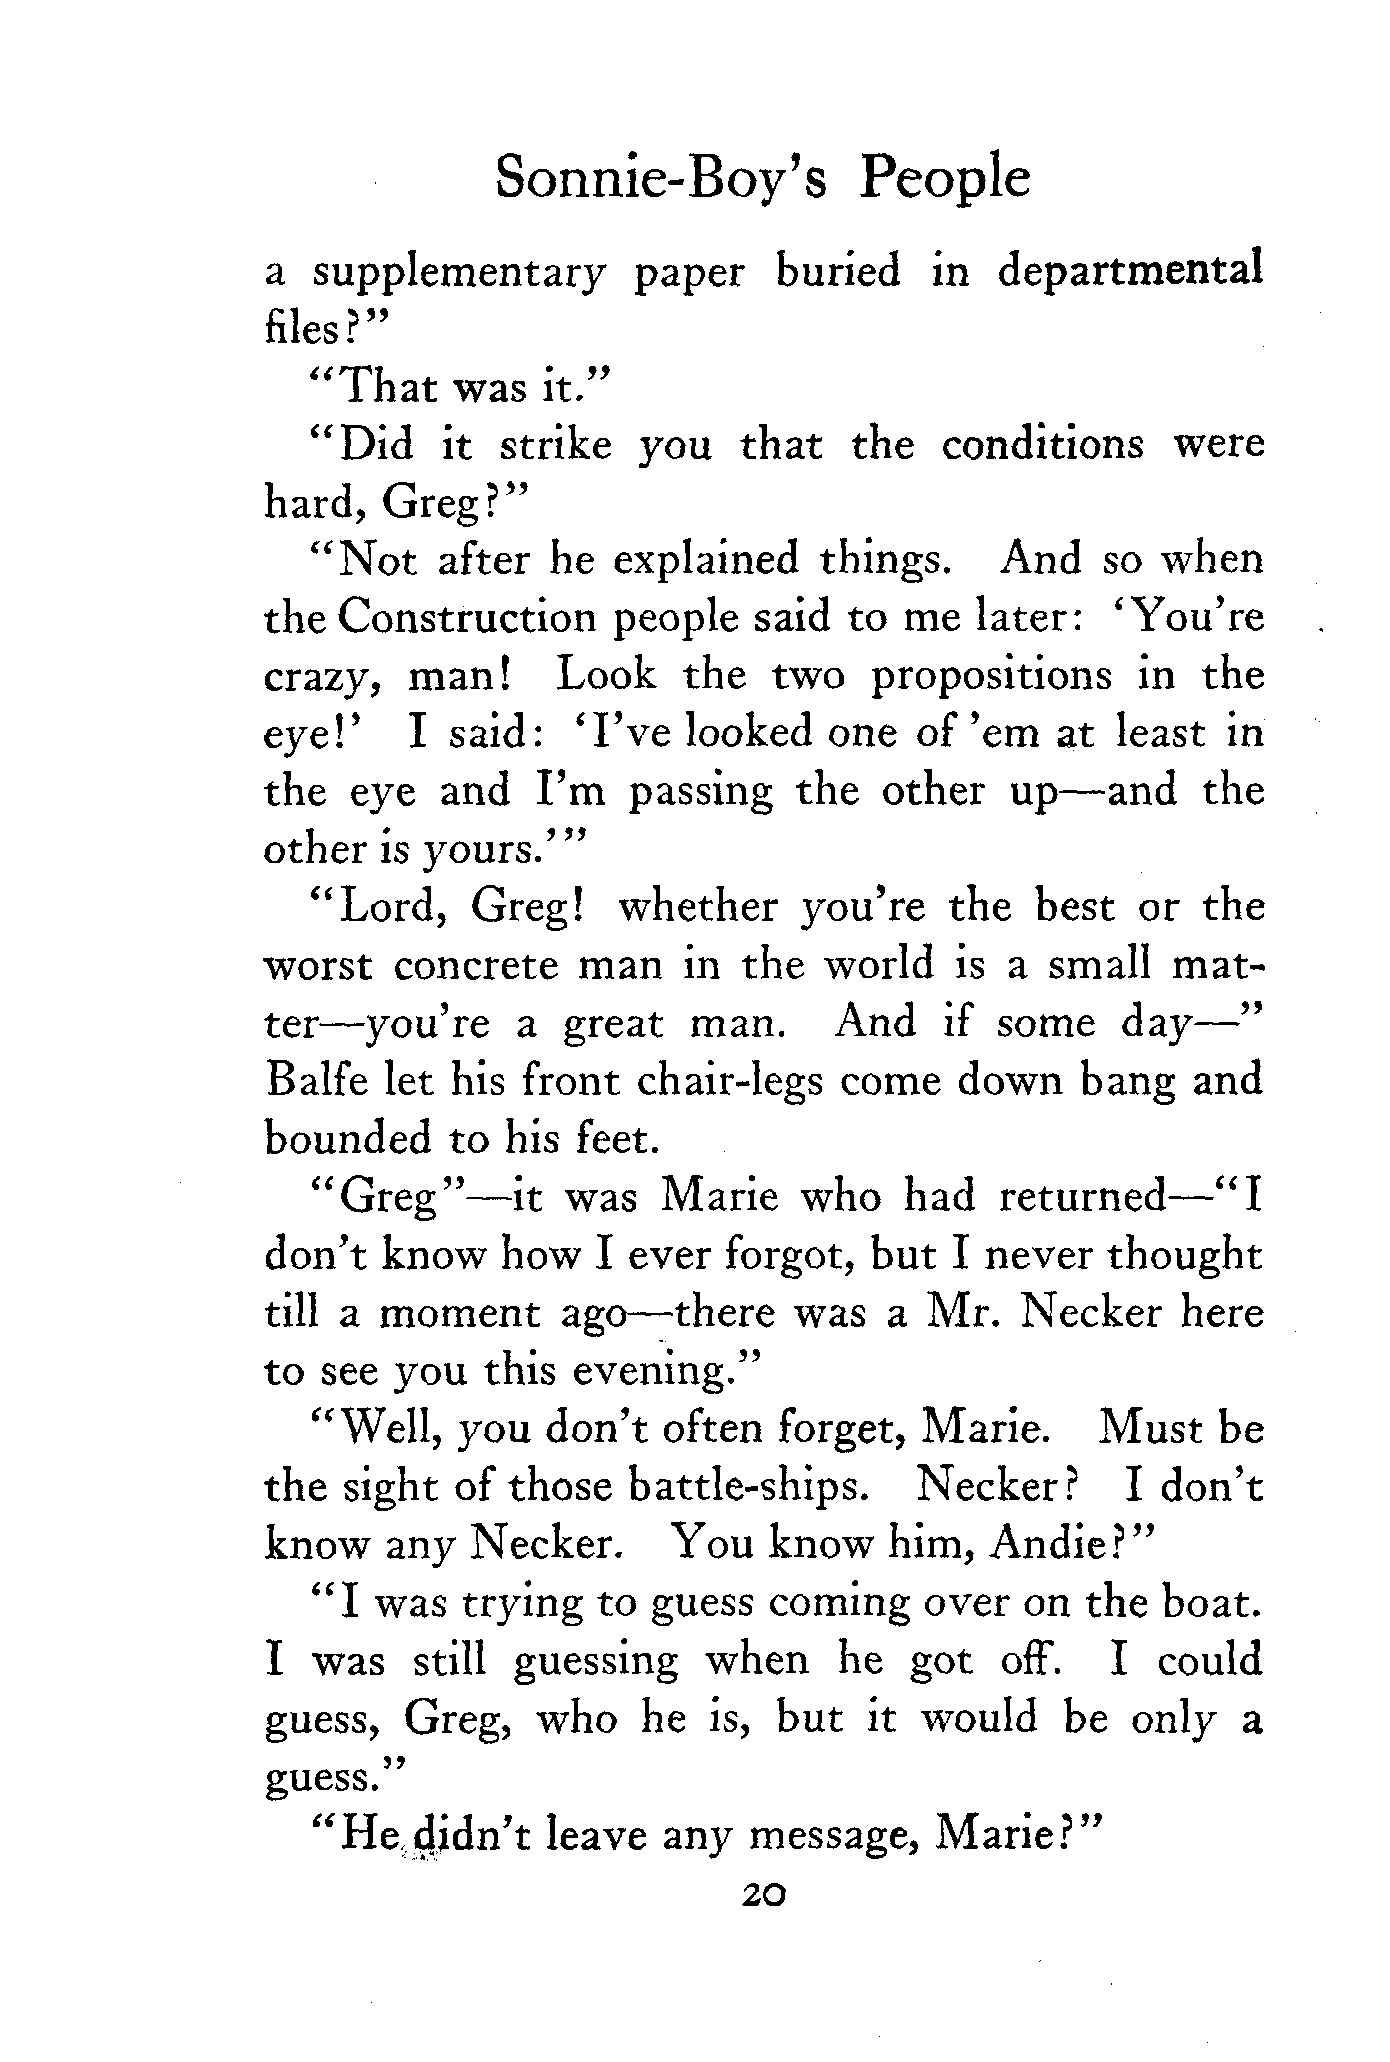 Sonnie-Boy's People
a supplementary paper buried in departmental
files?"
"That was it."
"Did it strike you that the conditions were
hard, Greg?"
"Not after he explained things. And so when
the Construction people said to me later: 'You're
crazy, man! Look the two propositions in the
eye!' I said: 'I've looked one of 'em at least in
the eye and I'm passing the other up—and the
other is yours.'"
"Lord, Greg! whether you're the best or the
worst concrete man in the world is a small mat-
ter—you're a great man. And if some day—"
Balfe let his front chair-legs come down bang and
bounded to his feet.
"Greg"—it was Marie who had returned—"I
don't know how I ever forgot, but I never thought
till a moment ago—there was a Mr. Necker here
to see you this evening."
"Well, you don't often forget, Marie. Must be
the sight of those battle-ships. Necker? I don't
know any Necker. You know him, Andie?"
"I was trying to guess coming over on the boat.
I was still guessing when he got off. I could
guess, Greg, who he is, but it would be only a
guess."
"He didn't leave any message, Marie?"
20